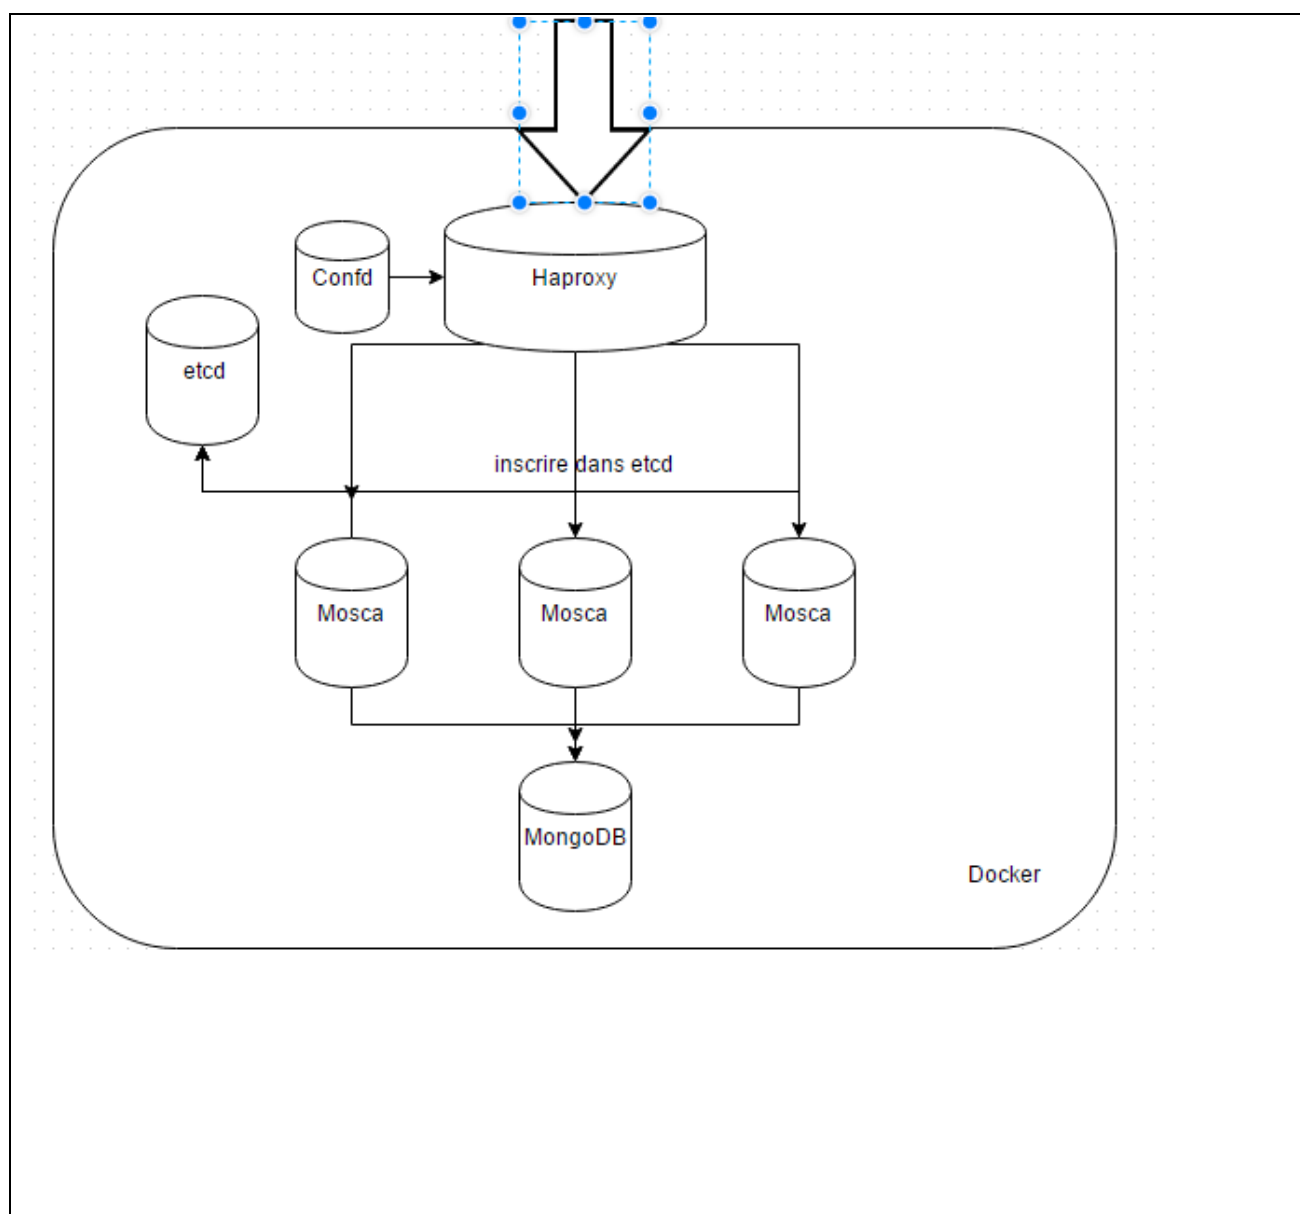 Confd
Haproxy
etcd
inscrire dans etcd
Mosca
Mosca
Mosca
MongoDB
Docker